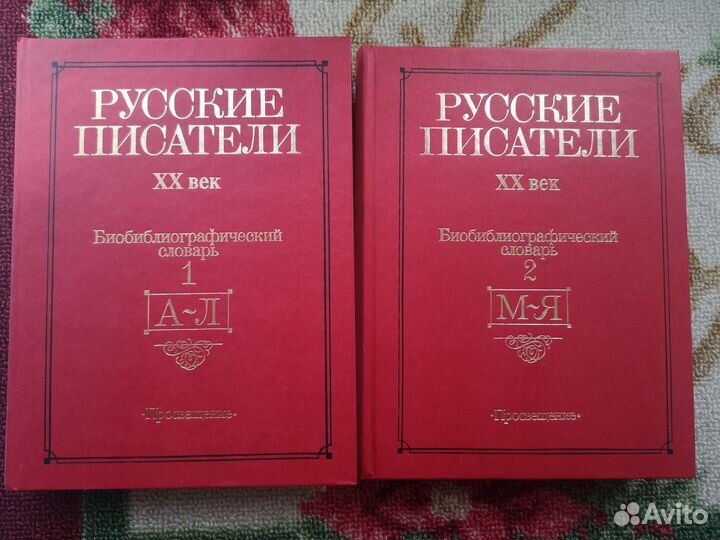 РУССКИЕ
ПИСАТЕЛИ
XX век
Биобиблиографический
словарь
1
А~Л
·Просвещение·
РУССКИЕ
ПИСАТЕЛИ
XX век
Биобиблиографический
словарь
2
М~Я
·Просвещение·
Avito